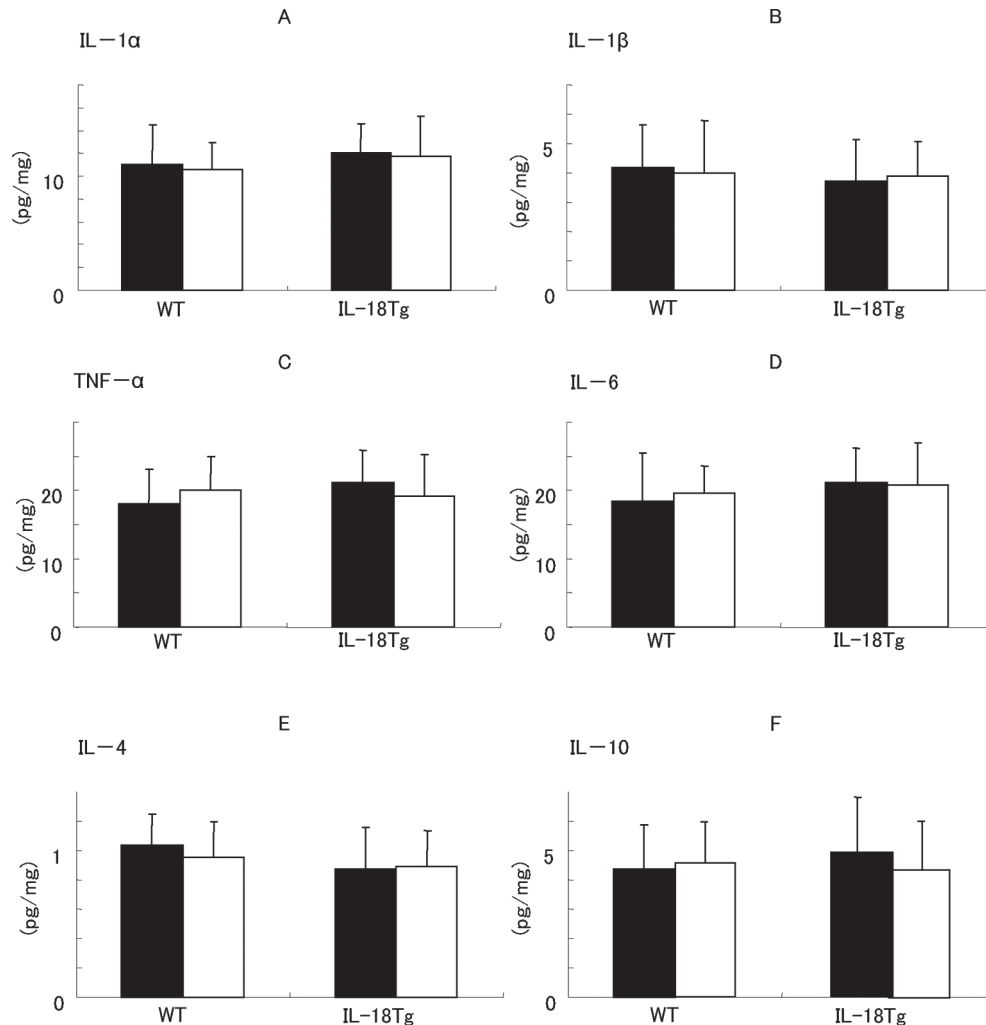 A
IL-1α
(pg/mg)
10
0
WT
IL-18Tg
B
IL-1β
(pg/mg)
5
0
WT
IL-18Tg
C
TNF-α
(pg/mg)
20
10
0
WT
IL-18Tg
D
IL-6
(pg/mg)
20
10
0
WT
IL-18Tg
E
IL-4
(pg/mg)
1
0
WT
IL-18Tg
F
IL-10
(pg/mg)
5
0
WT
IL-18Tg